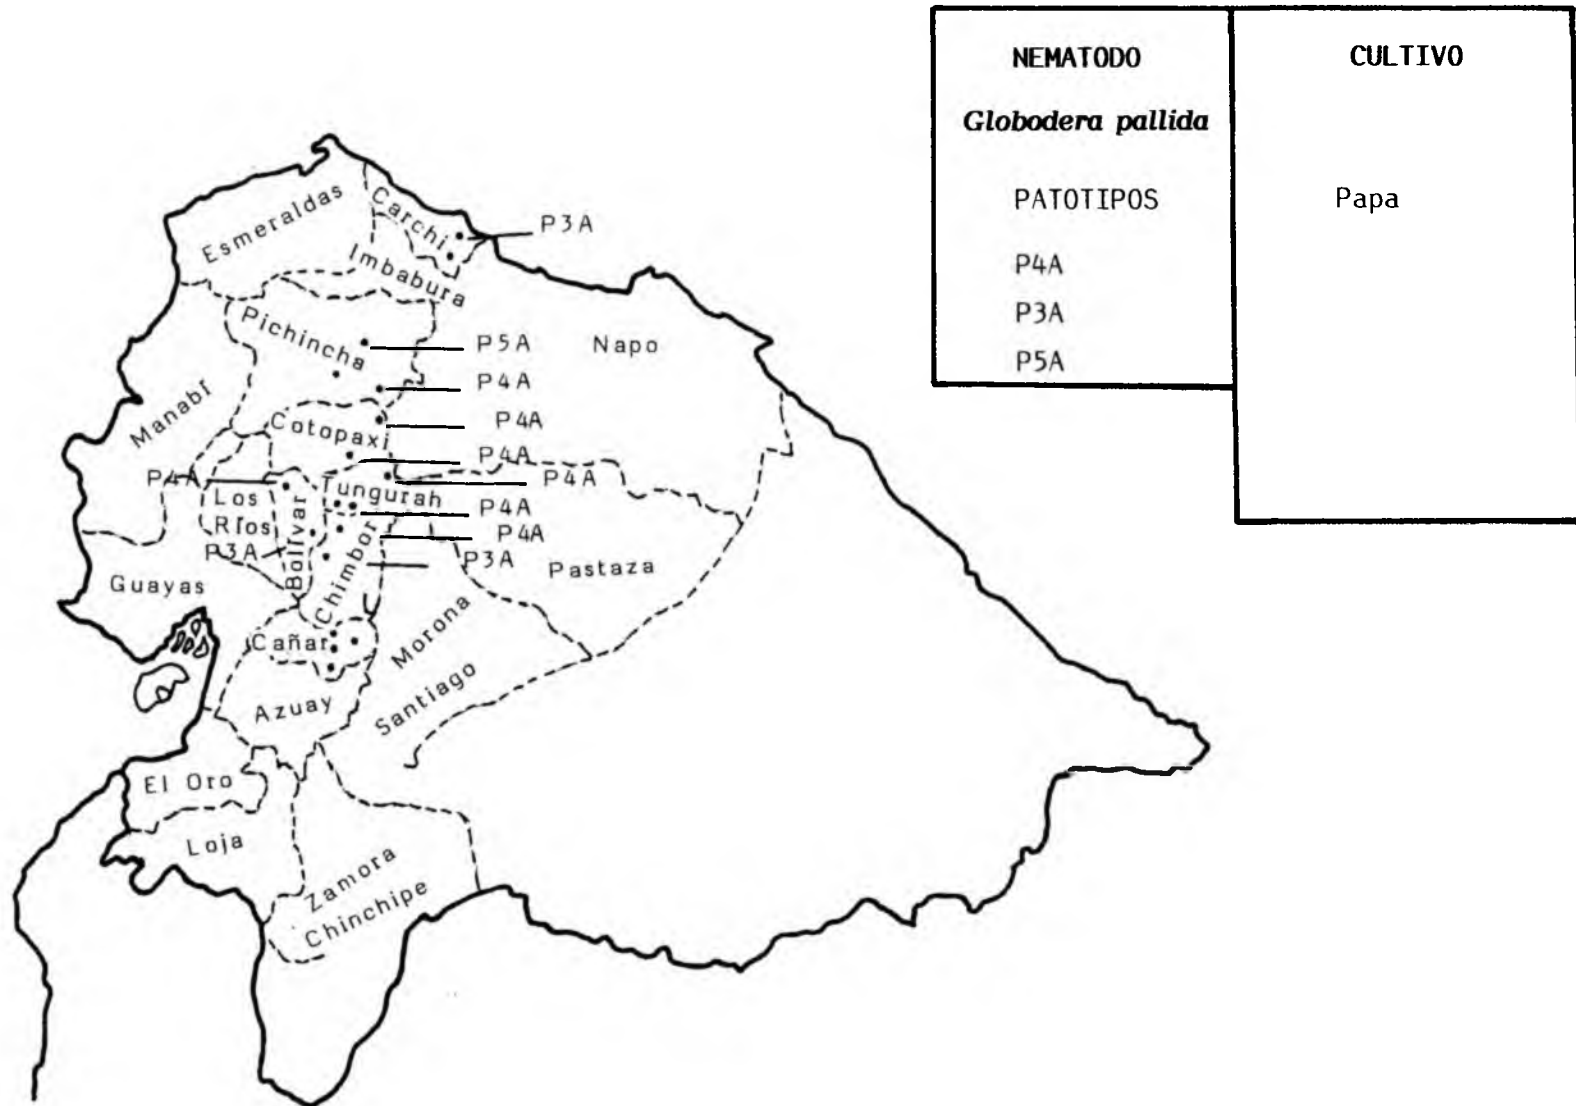 NEMATODO
CULTIVO
Globodera pallida
PATOTIPOS
Papa
P4A
P3A
P5A
Esmeraldas
Carchi
P3A
Imbabura
Pichincha
P5A
Napo
P4A
Manabí
Cotopaxi
P4A
P4A
P4A
Tungurah
P4A
Los
Ríos
Bolívar
P4A
Chimbor
P4A
P3A
P3A
Pastaza
Guayas
Morona
Santiago
Cañar
Azuay
El Oro
Loja
Zamora
Chinchipe